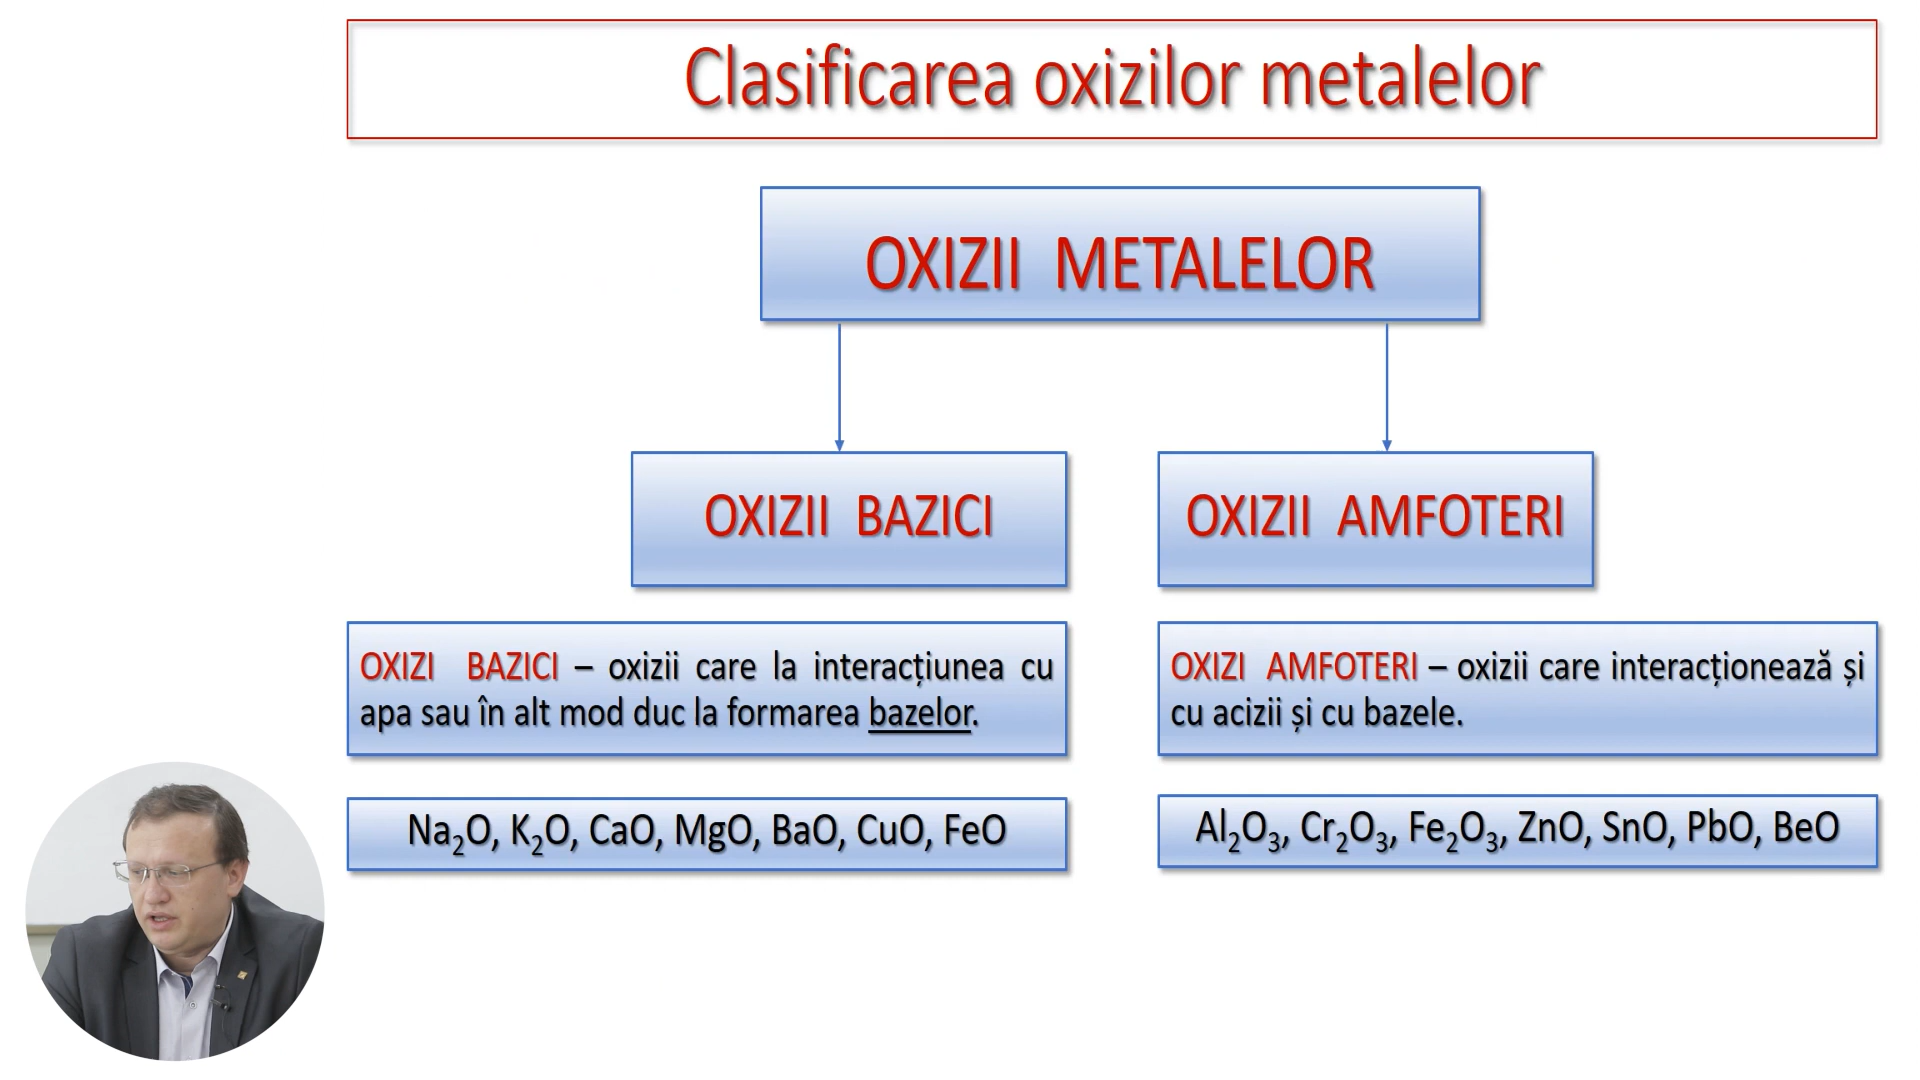 Clasificarea oxizilor metalelor
OXIZII METALELOR
OXIZII BAZICI
OXIZII AMFOTERI
OXIZI BAZICI – oxizii care la interacțiunea cu
apa sau în alt mod duc la formarea bazelor.
OXIZI AMFOTERI – oxizii care interacționează și
cu acizii și cu bazele.
Na₂O, K₂O, CaO, MgO, BaO, CuO, FeO
Al₂O₃, Cr₂O₃, Fe₂O₃, ZnO, SnO, PbO, BeO